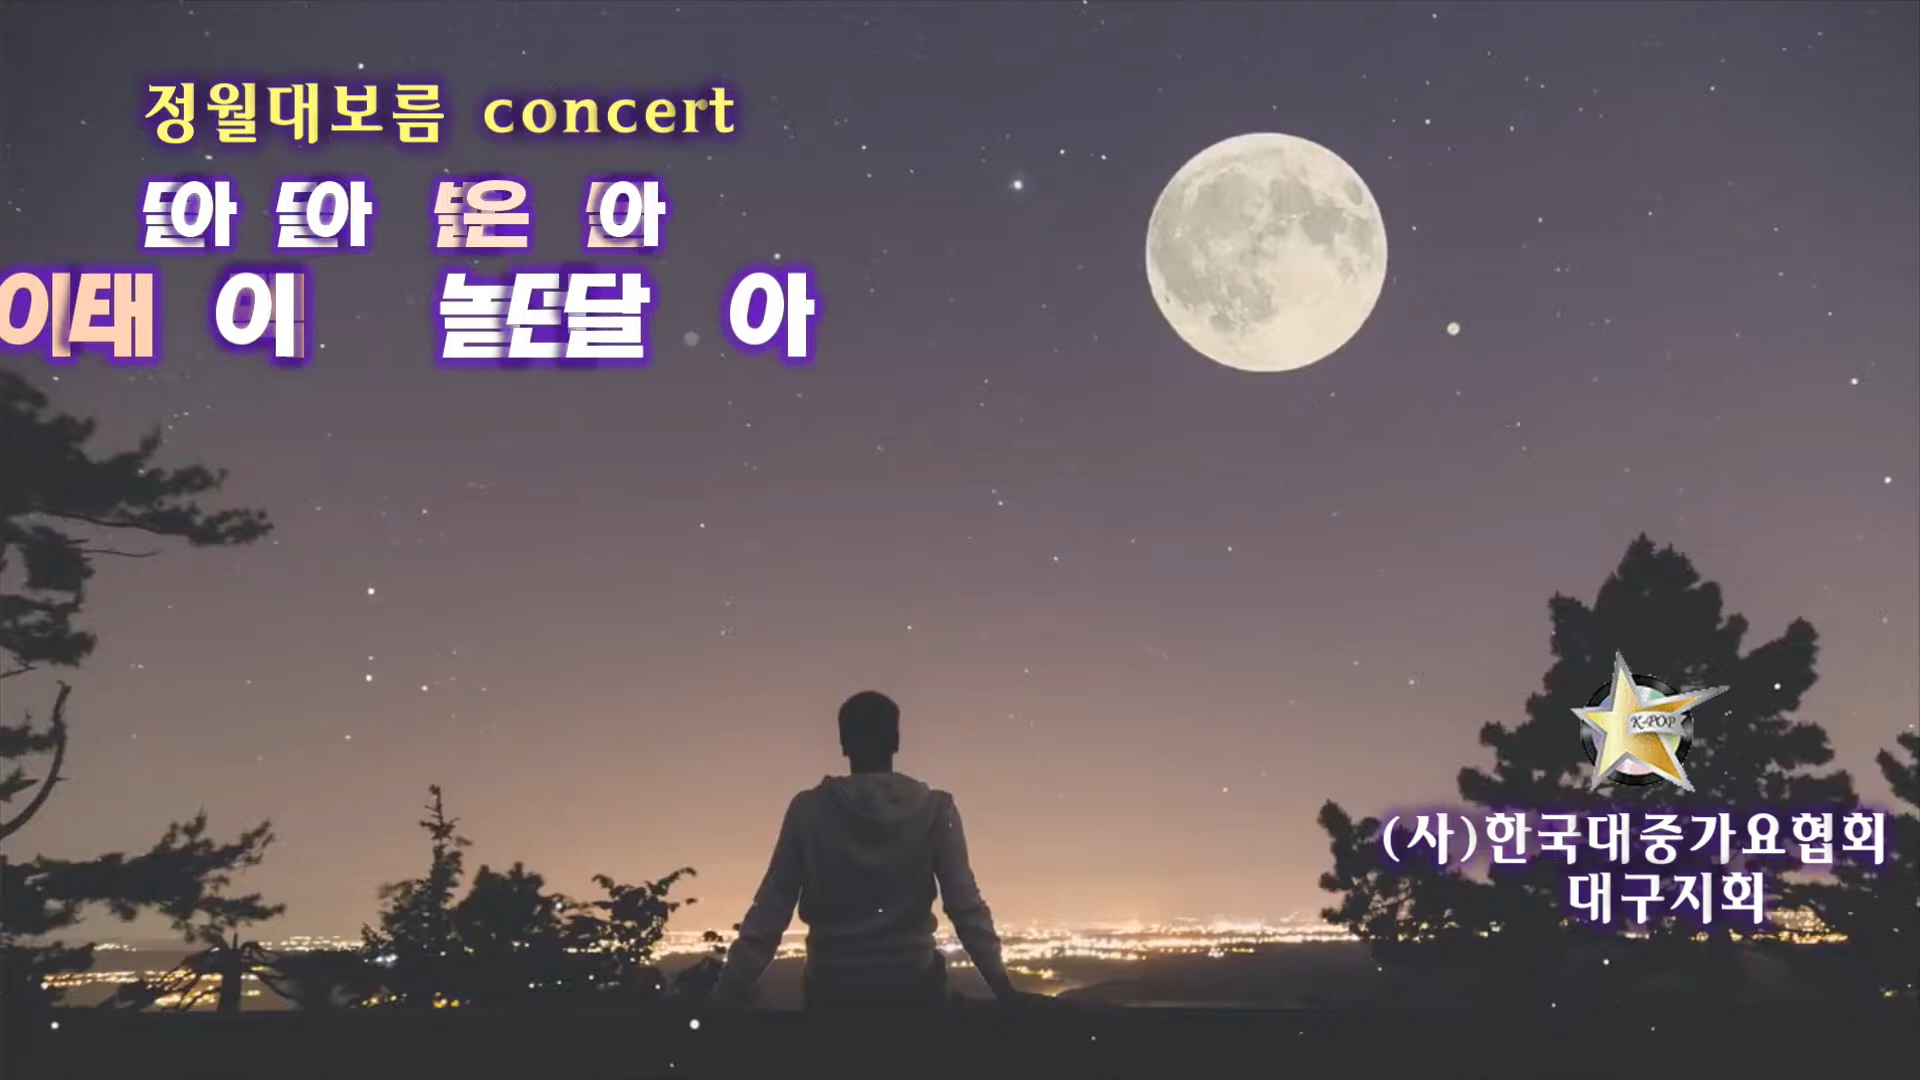 정월대보름 concert
아
이태 이 놀던달 아
K-POP
(사)한국대중가요협회
대구지회